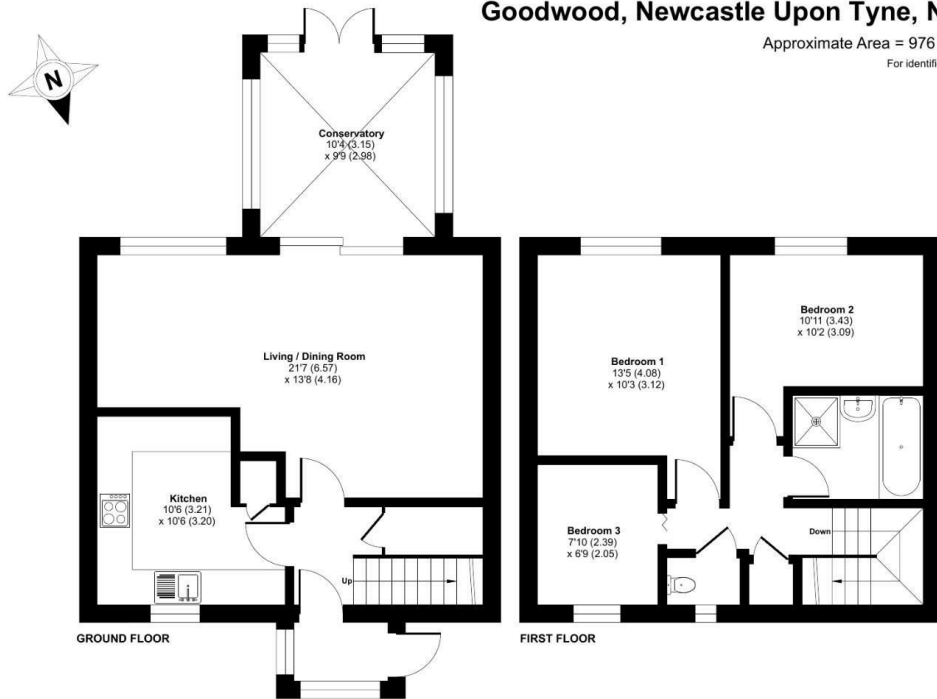 Goodwood, Newcastle Upon Tyne, N
Approximate Area = 976
For identifi
N
Conservatory
10'4 (3.15)
x 9'9 (2.98)
Living / Dining Room
21'7 (6.57)
x 13'8 (4.16)
Kitchen
10'6 (3.21)
x 10'6 (3.20)
Up
GROUND FLOOR
Bedroom 1
13'5 (4.08)
x 10'3 (3.12)
Bedroom 2
10'11 (3.43)
x 10'2 (3.09)
Bedroom 3
7'10 (2.39)
x 6'9 (2.05)
Down
FIRST FLOOR